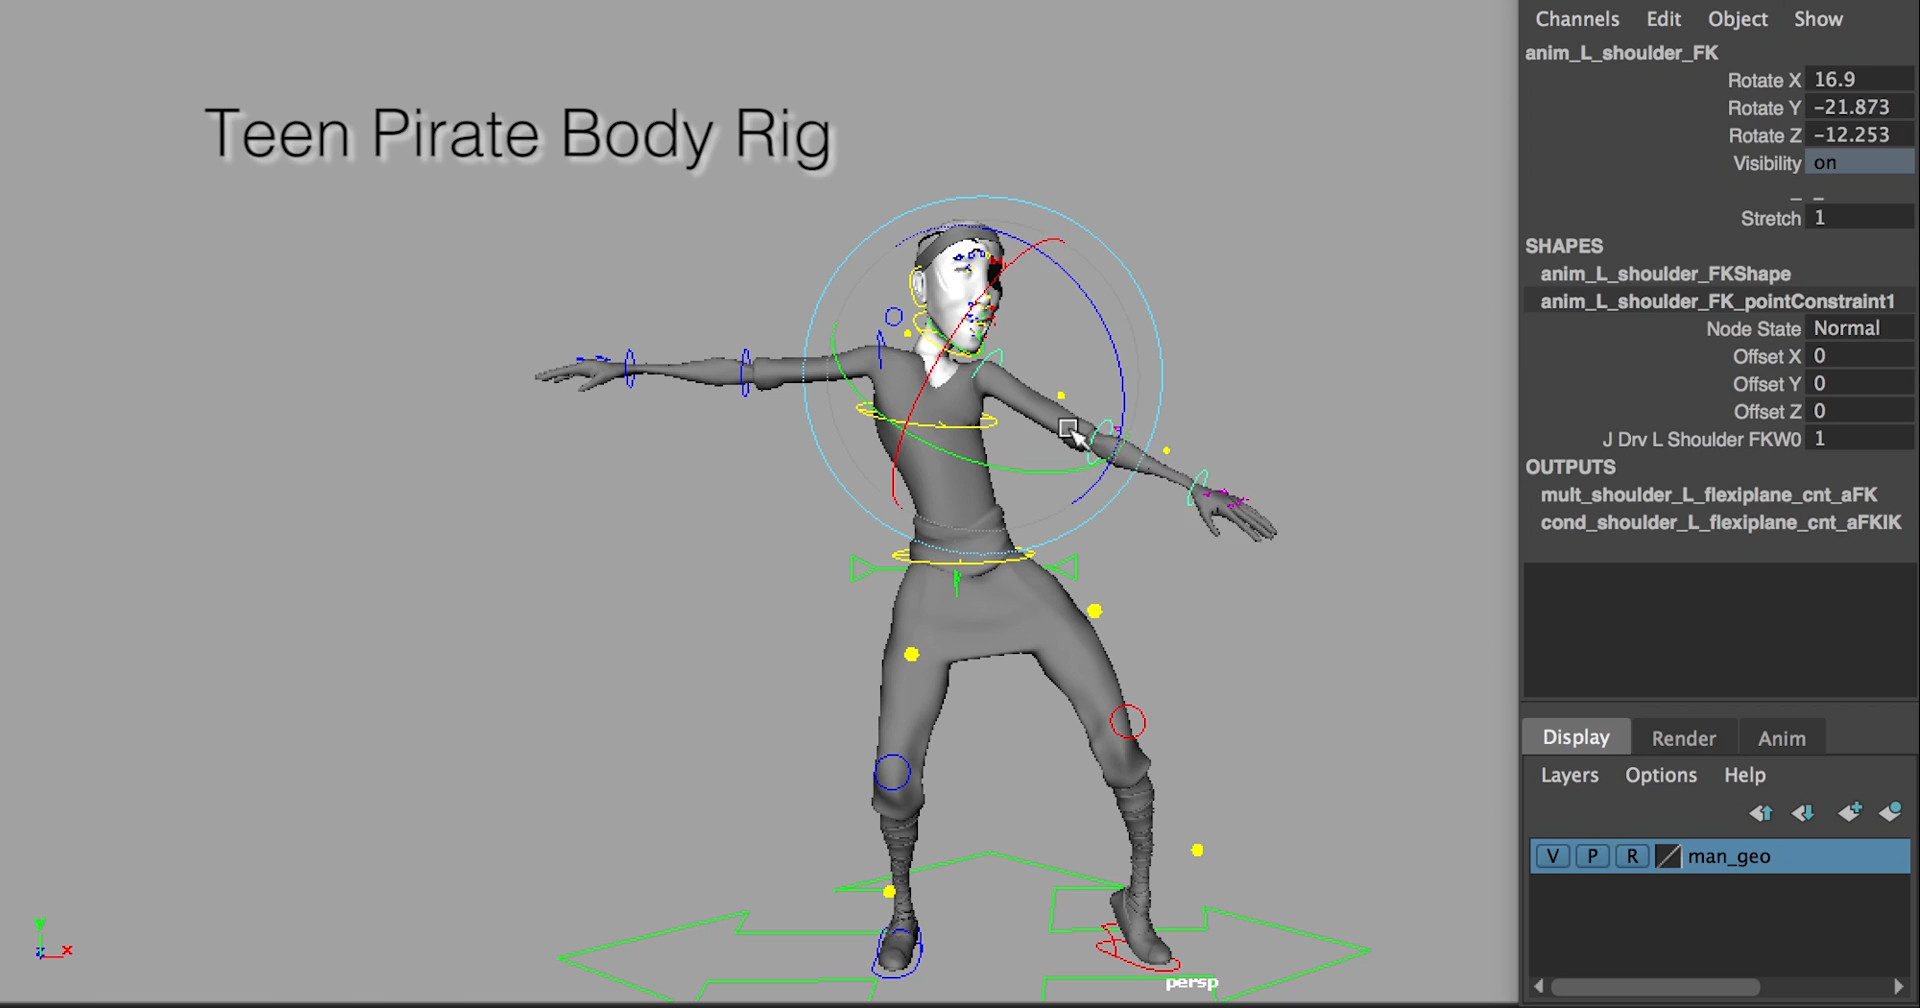 Teen Pirate Body Rig
Channels Edit Object Show
anim_L_shoulder_FK
Rotate X 16.9
Rotate Y -21.873
Rotate Z -12.253
Visibility on
_ _
Stretch 1
SHAPES
anim_L_shoulder_FKShape
anim_L_shoulder_FK_pointConstraint1
Node State Normal
Offset X 0
Offset Y 0
Offset Z 0
J Drv L Shoulder FKW0 1
OUTPUTS
mult_shoulder_L_flexiplane_cnt_aFK
cond_shoulder_L_flexiplane_cnt_aFKIK
Display Render Anim
Layers Options Help
V P R man_geo
Y
x
persp